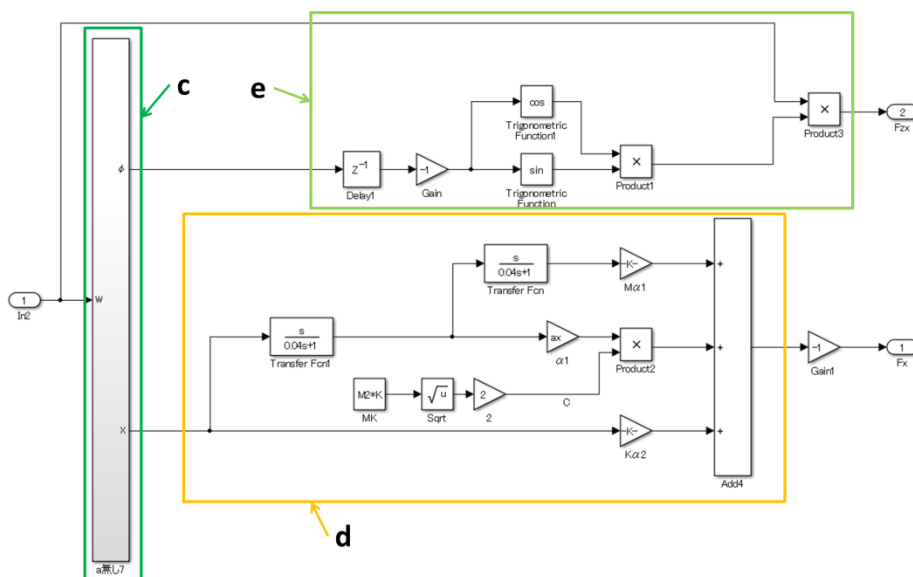 c
e
cos
Trigonometric
Function1
×
Product3
2
Fzx
ϕ
Z⁻¹
Delay1
-1
Gain
sin
Trigonometric
Function
×
Product1
s
0.04s+1
Transfer Fcn
-K-
Mα1
+
1
In2
W
s
0.04s+1
Transfer Fcn1
ax
α1
×
Product2
+
-1
Gain1
1
Fx
M2*K
MK
√u
Sqrt
2
2
C
X
-K-
Kα2
+
Add4
d
a無し7